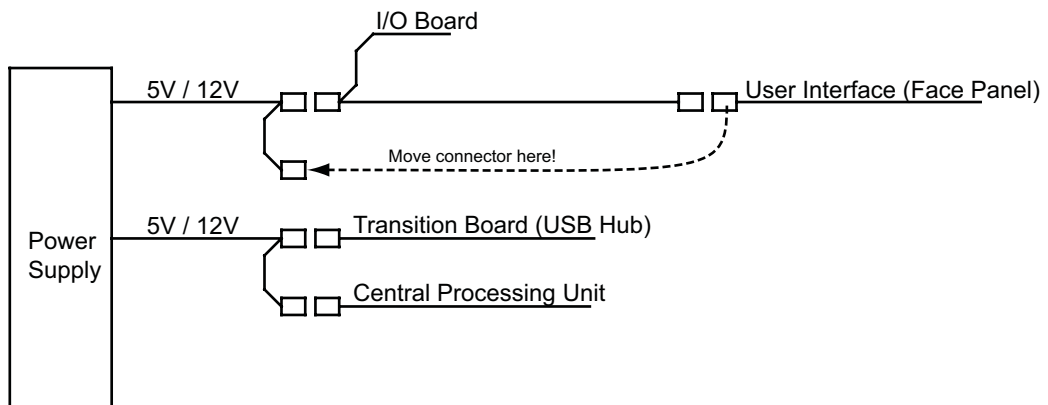 I/O Board
5V / 12V
User Interface (Face Panel)
Move connector here!
5V / 12V
Transition Board (USB Hub)
Power
Supply
Central Processing Unit